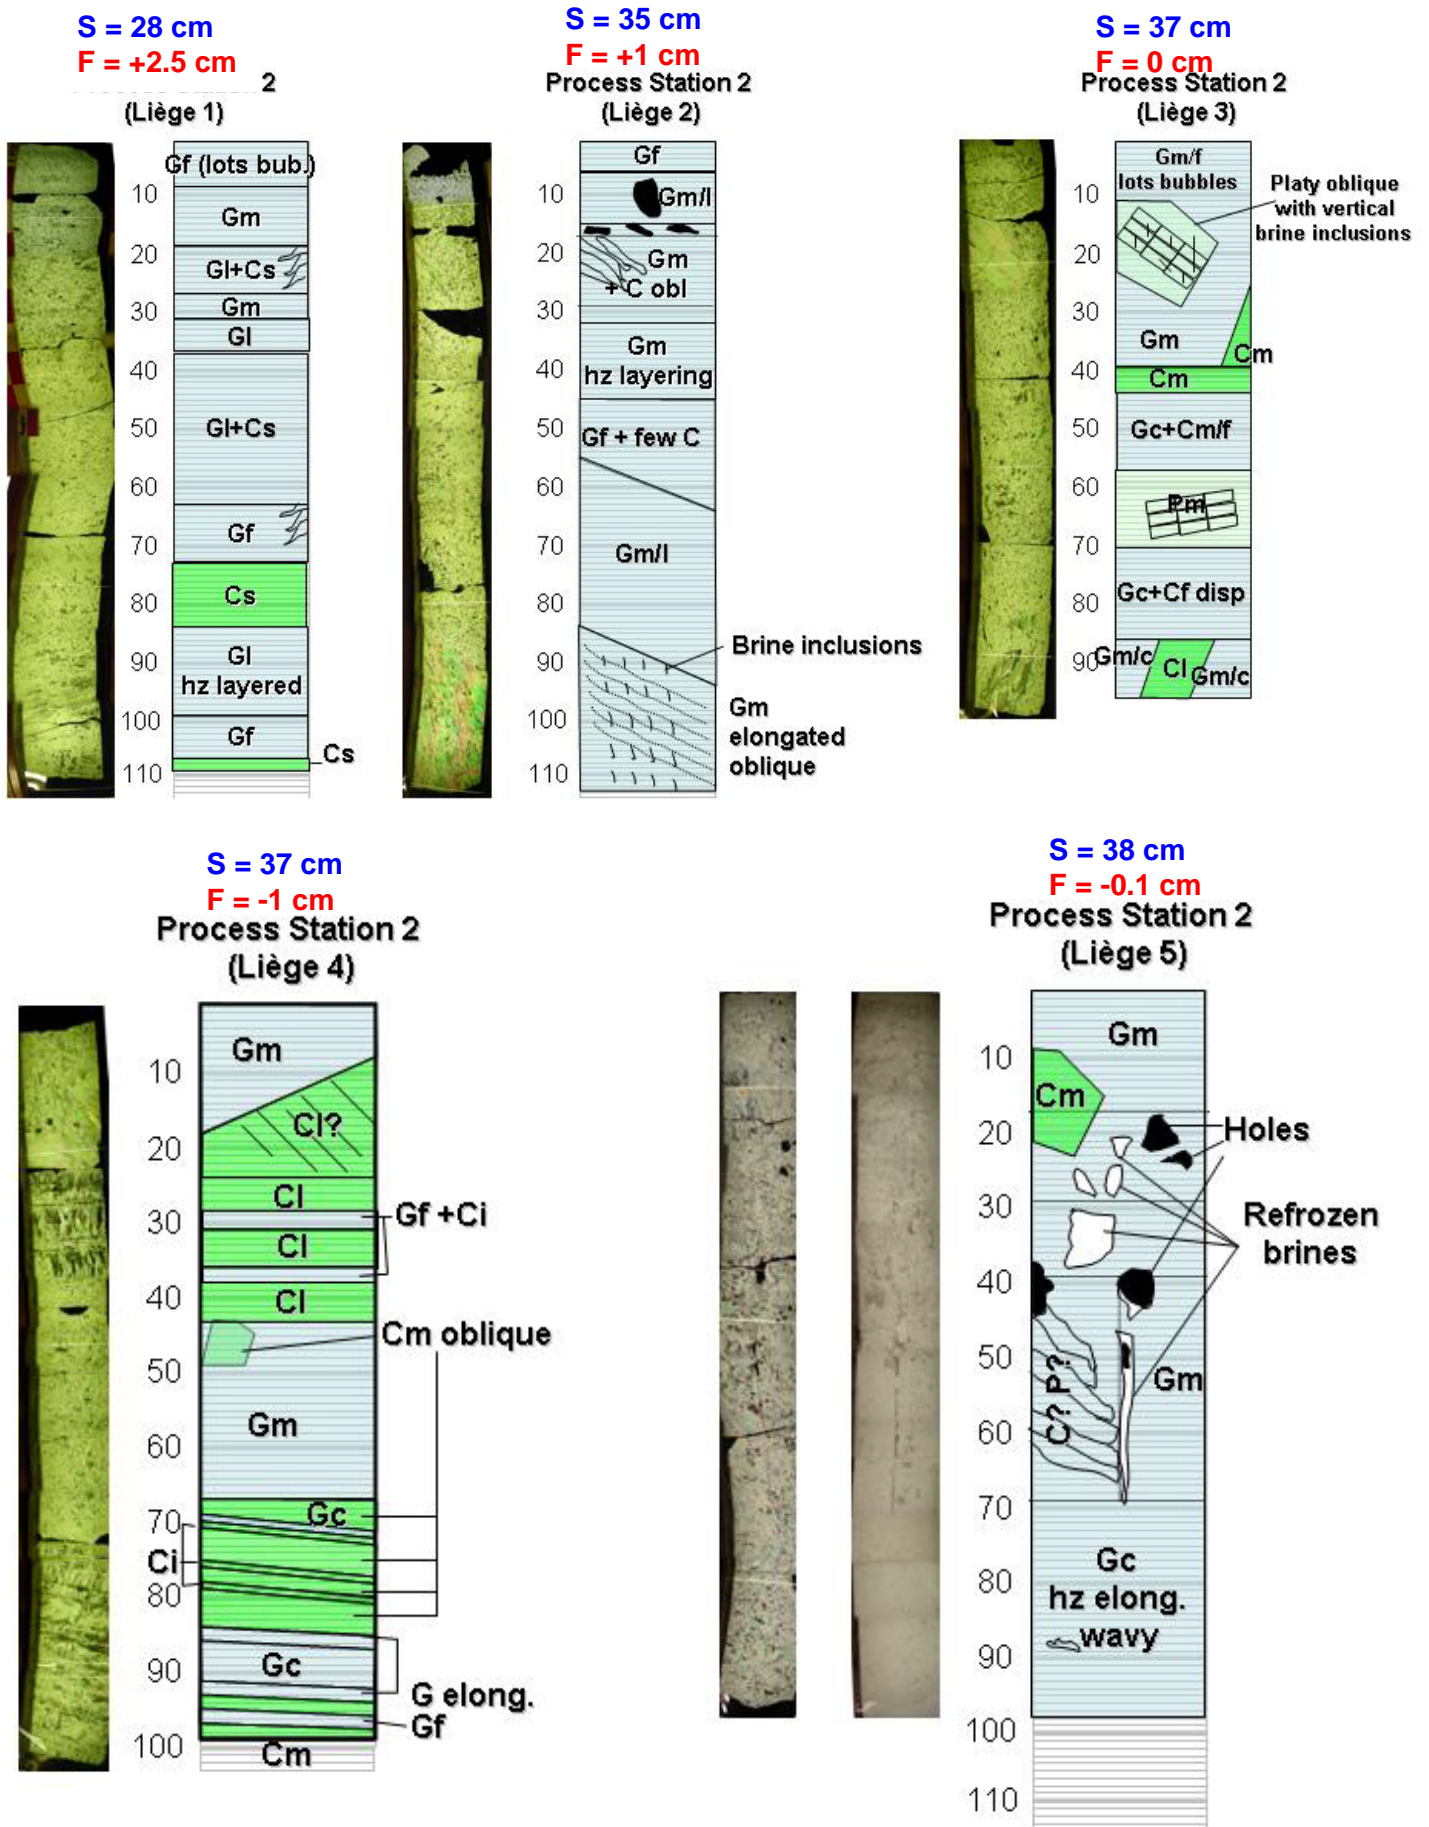 S = 28 cm
F = +2.5 cm
2
(Liège 1)
10
20
30
40
50
60
70
80
90
100
110
Gf (lots bub.)
Gm
Gl+Cs
Gm
Gl
Gl+Cs
Gf
Cs
Gl
hz layered
Gf
Cs
S = 35 cm
F = +1 cm
Process Station 2
(Liège 2)
10
20
30
40
50
60
70
80
90
100
110
Gf
Gm/l
Gm
+ C obl
Gm
hz layering
Gf + few C
Gm/l
Brine inclusions
Gm
elongated
oblique
S = 37 cm
F = 0 cm
Process Station 2
(Liège 3)
10
20
30
40
50
60
70
80
90
Gm/f
lots bubbles
Platy oblique
with vertical
brine inclusions
Gm
Cm
Cm
Gc+Cm/f
Pm
Gc+Cf disp
Gm/c
Cl
Gm/c
S = 37 cm
F = -1 cm
Process Station 2
(Liège 4)
10
20
30
40
50
60
70
80
90
100
Gm
Cl?
Cl
Gf +Ci
Cl
Cl
Cm oblique
Gm
Gc
Ci
Gc
G elong.
Gf
Cm
S = 38 cm
F = -0.1 cm
Process Station 2
(Liège 5)
10
20
30
40
50
60
70
80
90
100
110
Gm
Cm
Holes
Refrozen
brines
C? P?
Gm
Gc
hz elong.
wavy